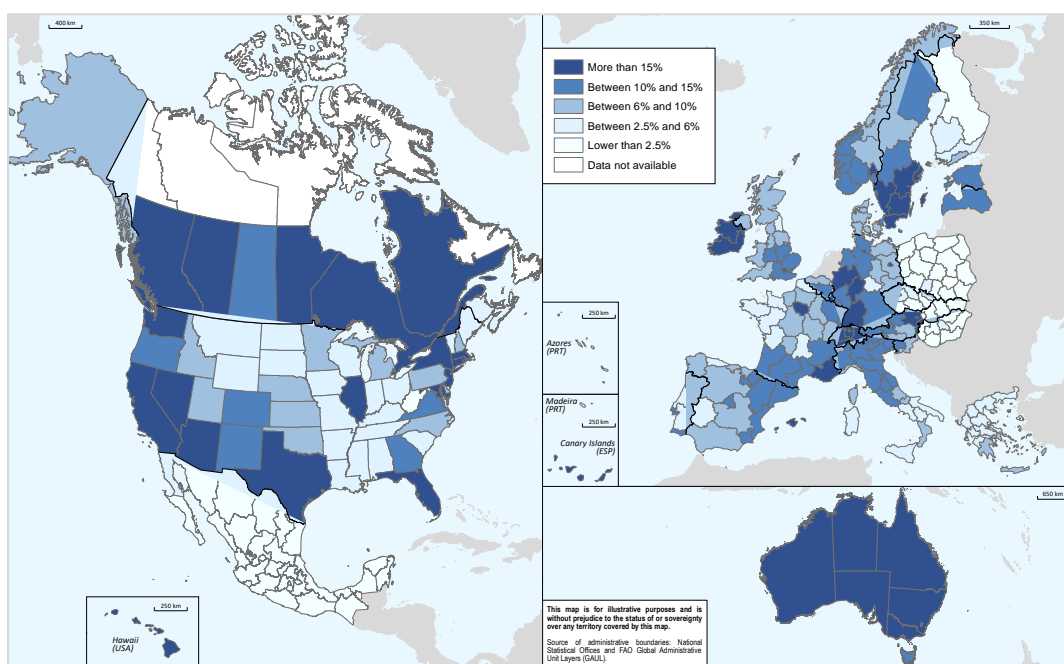 400 km
350 km
More than 15%
Between 10% and 15%
Between 6% and 10%
Between 2.5% and 6%
Lower than 2.5%
Data not available
250 km
Azores
(PRT)
Madeira
(PRT)
250 km
Canary Islands
(ESP)
650 km
250 km
Hawaii
(USA)
This map is for illustrative purposes and is
without prejudice to the status of or sovereignty
over any territory covered by this map.
Source of administrative boundaries: National
Statistical Offices and FAO Global Administrative
Unit Layers (GAUL).